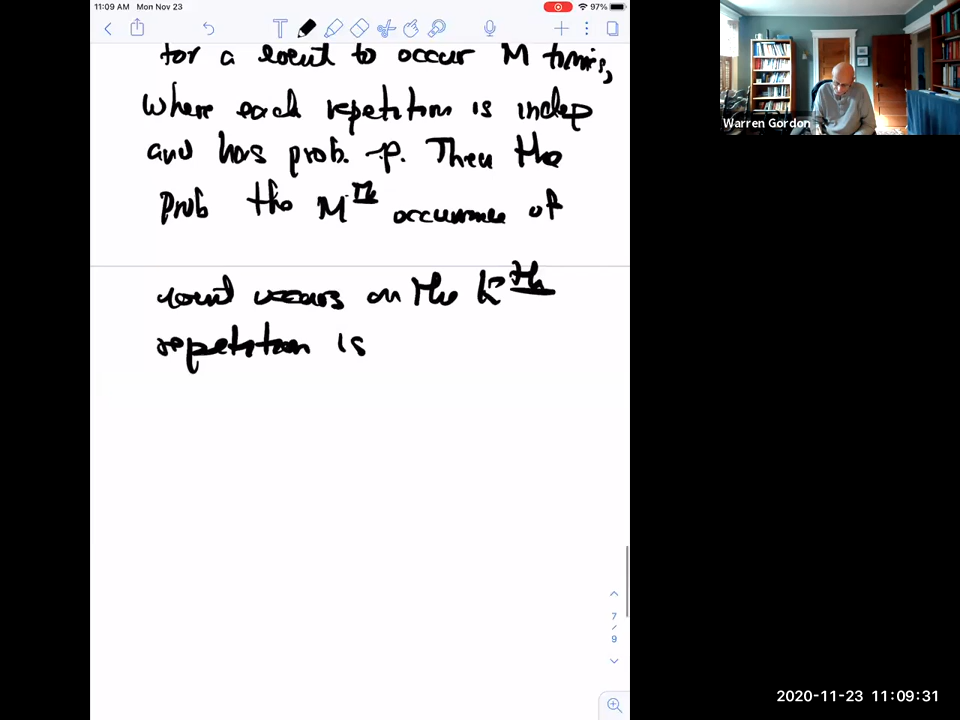 11:09 AM Mon Nov 23
97%
for a event to occur M times,
where each repetition is indep
and has prob. p. Then the
prob the Mth occurrence of
event occurs on the kth
repetition is
7
/
9
Warren Gordon
2020-11-23 11:09:31